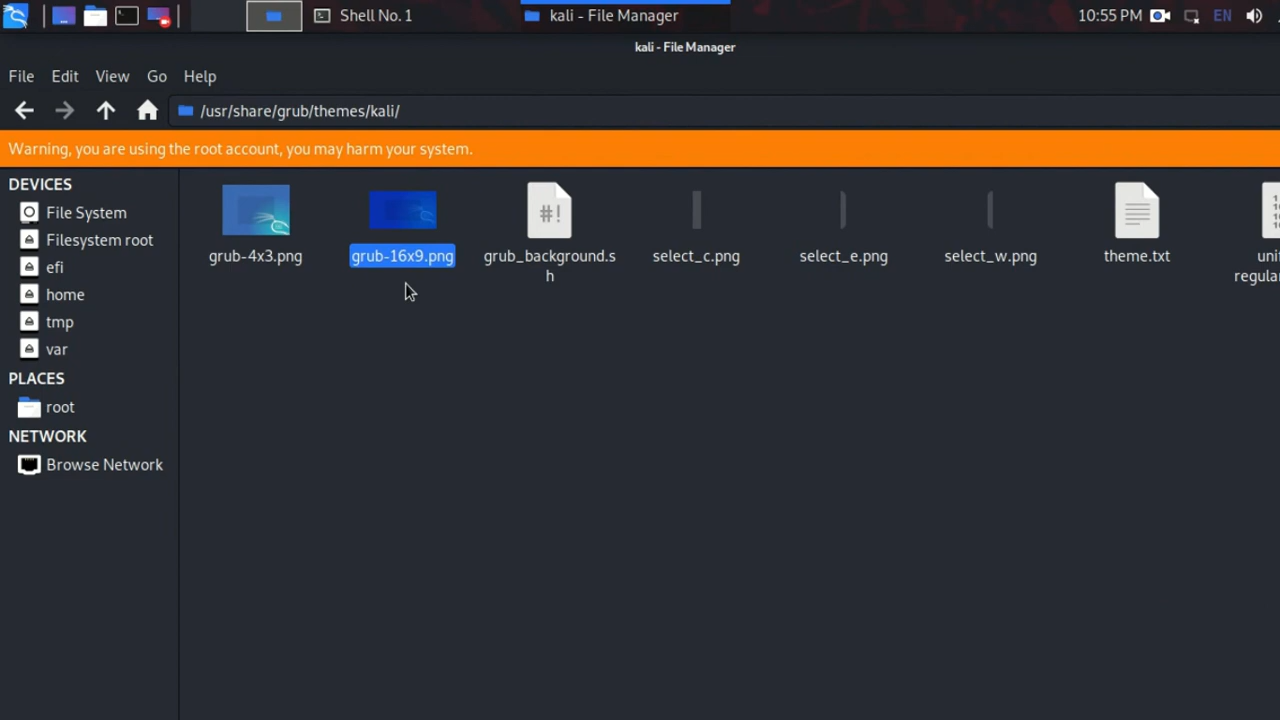 Shell No. 1
kali - File Manager
10:55 PM
EN
kali - File Manager
File Edit View Go Help
/usr/share/grub/themes/kali/
Warning, you are using the root account, you may harm your system.
DEVICES
File System
Filesystem root
efi
home
tmp
var
PLACES
root
NETWORK
Browse Network
grub-4x3.png
grub-16x9.png
grub_background.s
h
select_c.png
select_e.png
select_w.png
theme.txt
uni
regular